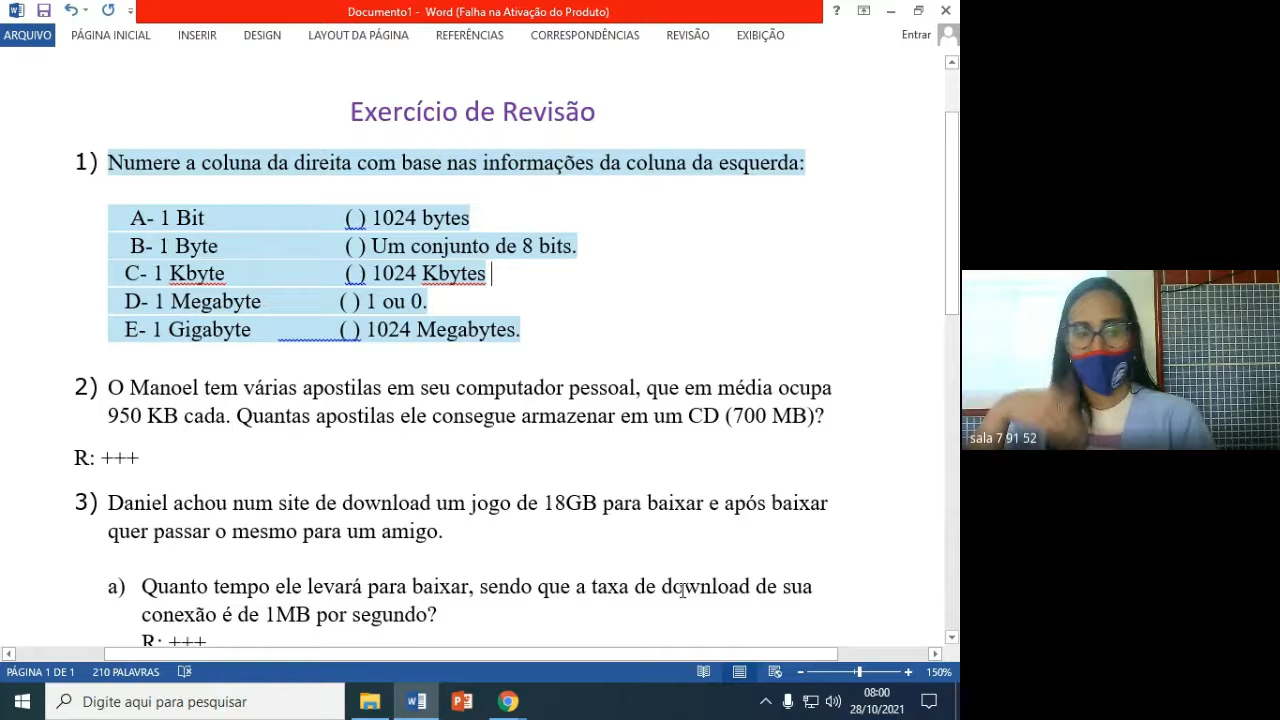 Documento1 - Word (Falha na Ativação do Produto)
ARQUIVO PÁGINA INICIAL INSERIR DESIGN LAYOUT DA PÁGINA REFERÊNCIAS CORRESPONDÊNCIAS REVISÃO EXIBIÇÃO Entrar
Exercício de Revisão
1) Numere a coluna da direita com base nas informações da coluna da esquerda:
A- 1 Bit ( ) 1024 bytes
B- 1 Byte ( ) Um conjunto de 8 bits.
C- 1 Kbyte ( ) 1024 Kbytes
D- 1 Megabyte ( ) 1 ou 0.
E- 1 Gigabyte ( ) 1024 Megabytes.
2) O Manoel tem várias apostilas em seu computador pessoal, que em média ocupa
950 KB cada. Quantas apostilas ele consegue armazenar em um CD (700 MB)?
R: +++
3) Daniel achou num site de download um jogo de 18GB para baixar e após baixar
quer passar o mesmo para um amigo.
a) Quanto tempo ele levará para baixar, sendo que a taxa de download de sua
conexão é de 1MB por segundo?
R: +++
sala 7 91 52
PÁGINA 1 DE 1 210 PALAVRAS 150%
Digite aqui para pesquisar
08:00
28/10/2021